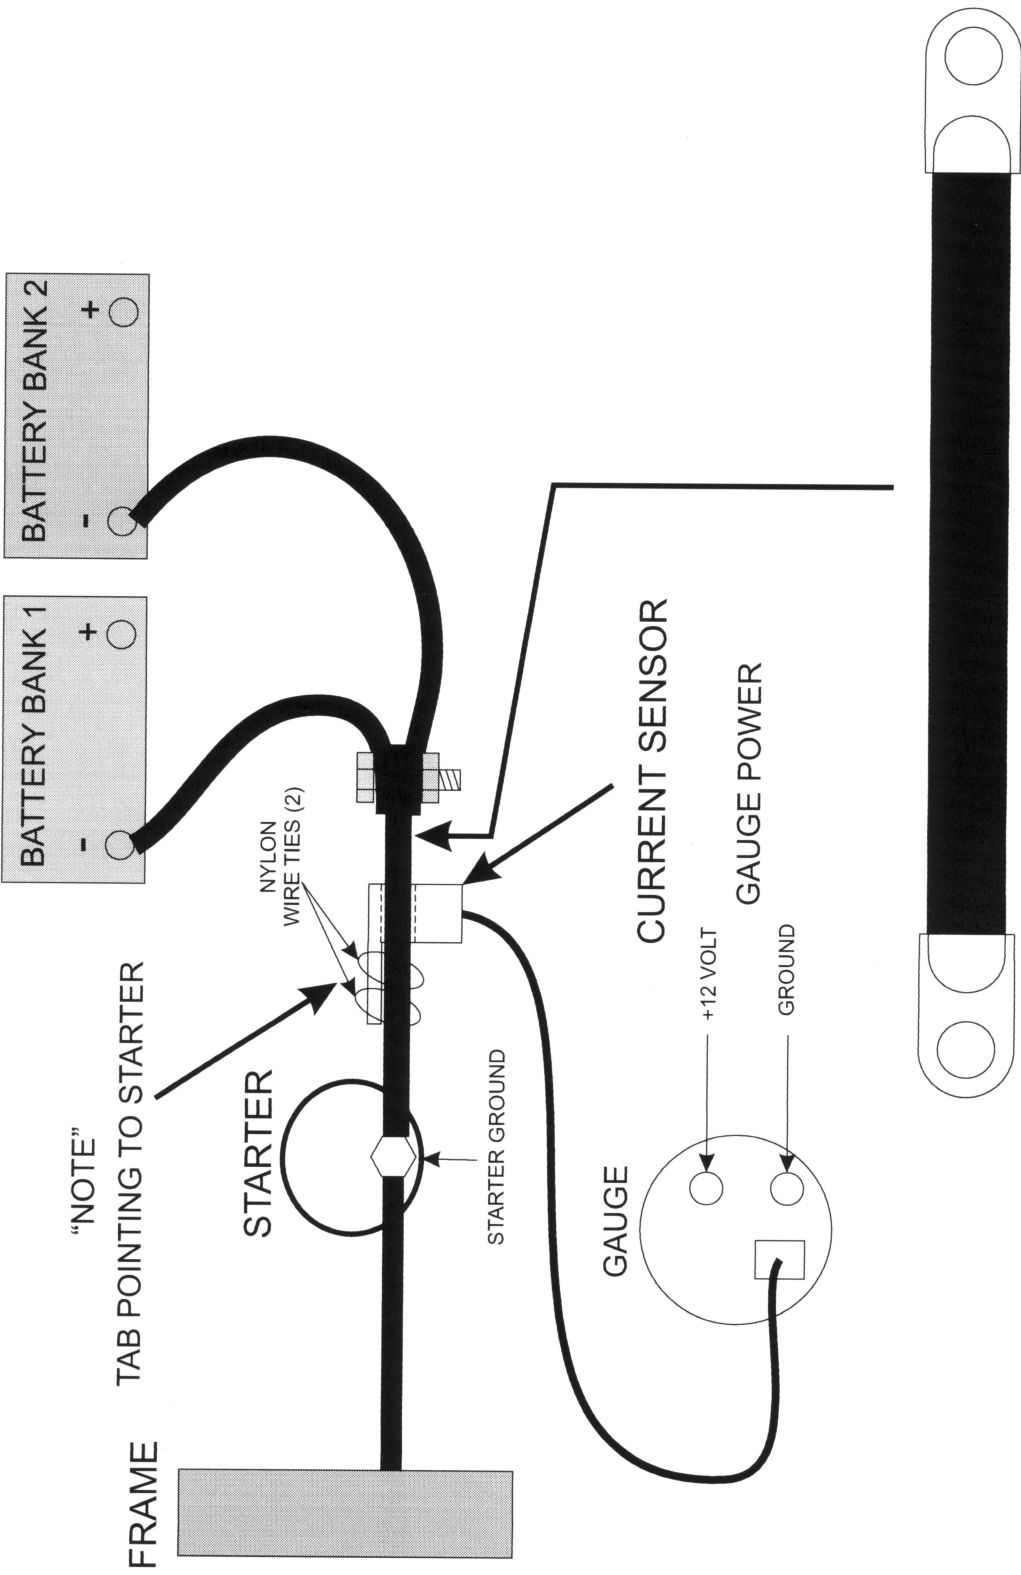 FRAME
“NOTE”
TAB POINTING TO STARTER
BATTERY BANK 1
-
+
BATTERY BANK 2
-
+
STARTER
NYLON
WIRE TIES (2)
STARTER GROUND
GAUGE
CURRENT SENSOR
+12 VOLT
GAUGE POWER
GROUND